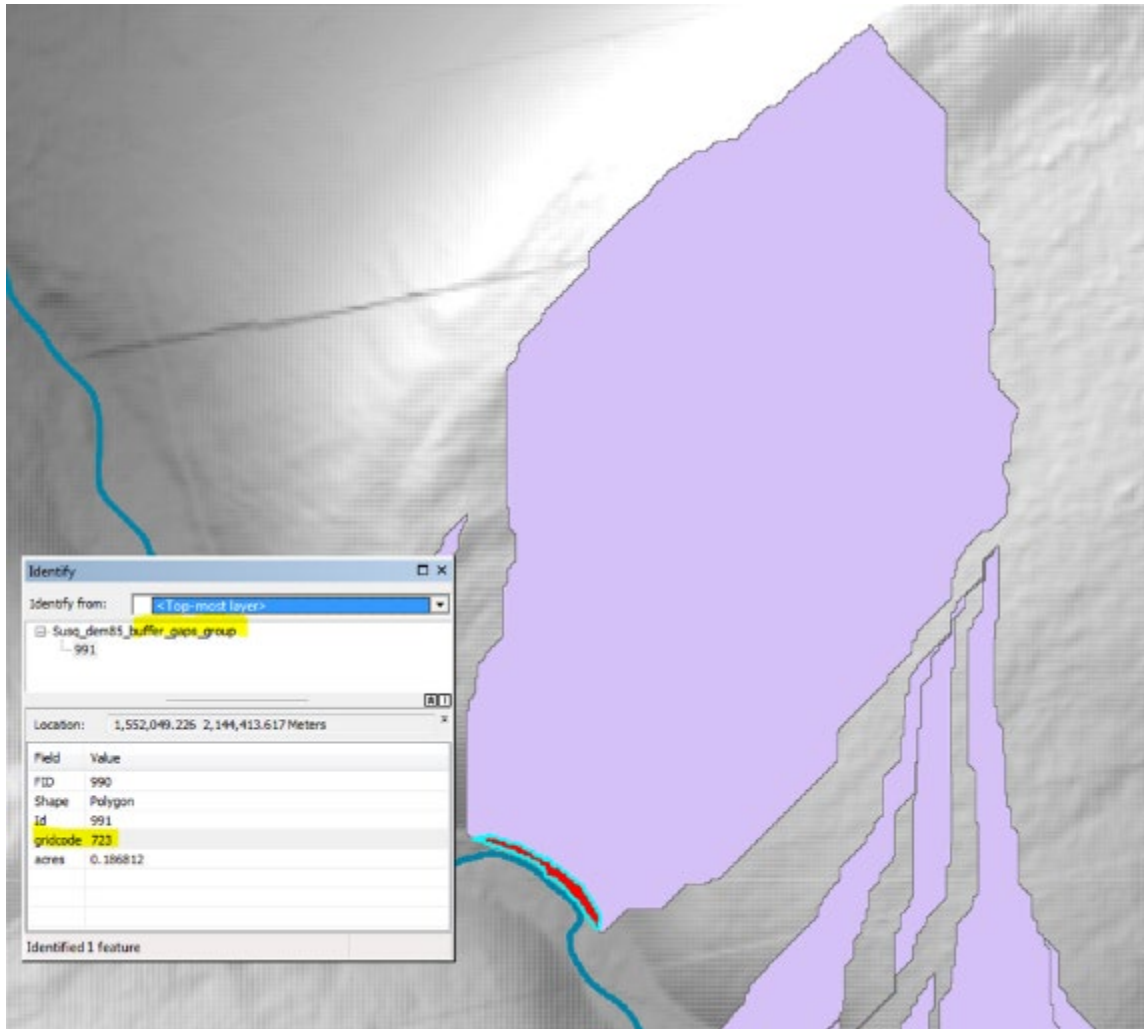 Identify
Identify from: <Top-most layer>
Susq_dem85_buffer_gaps_group
991
Location: 1,552,049.226 2,144,413.617 Meters
Field Value
FID 990
Shape Polygon
Id 991
gridcode 723
acres 0.186812
Identified 1 feature